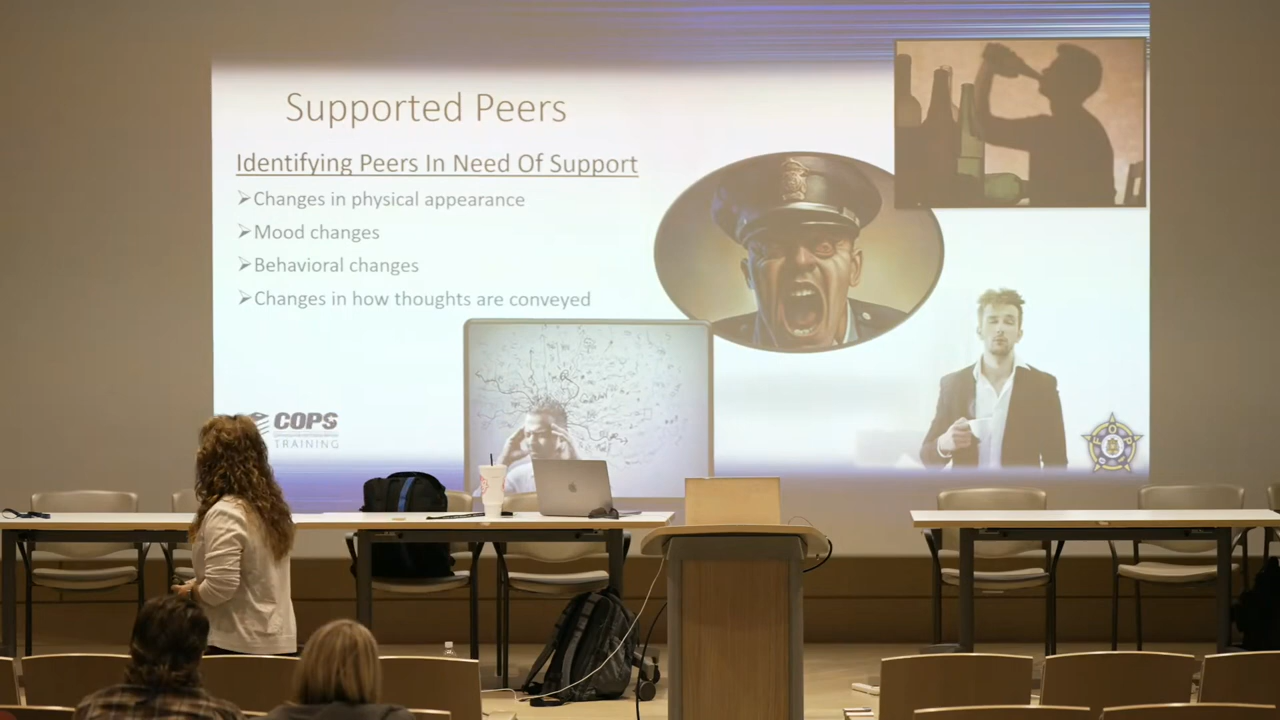 Supported Peers
Identifying Peers In Need Of Support
Changes in physical appearance
Mood changes
Behavioral changes
Changes in how thoughts are conveyed
COPS
TRAINING